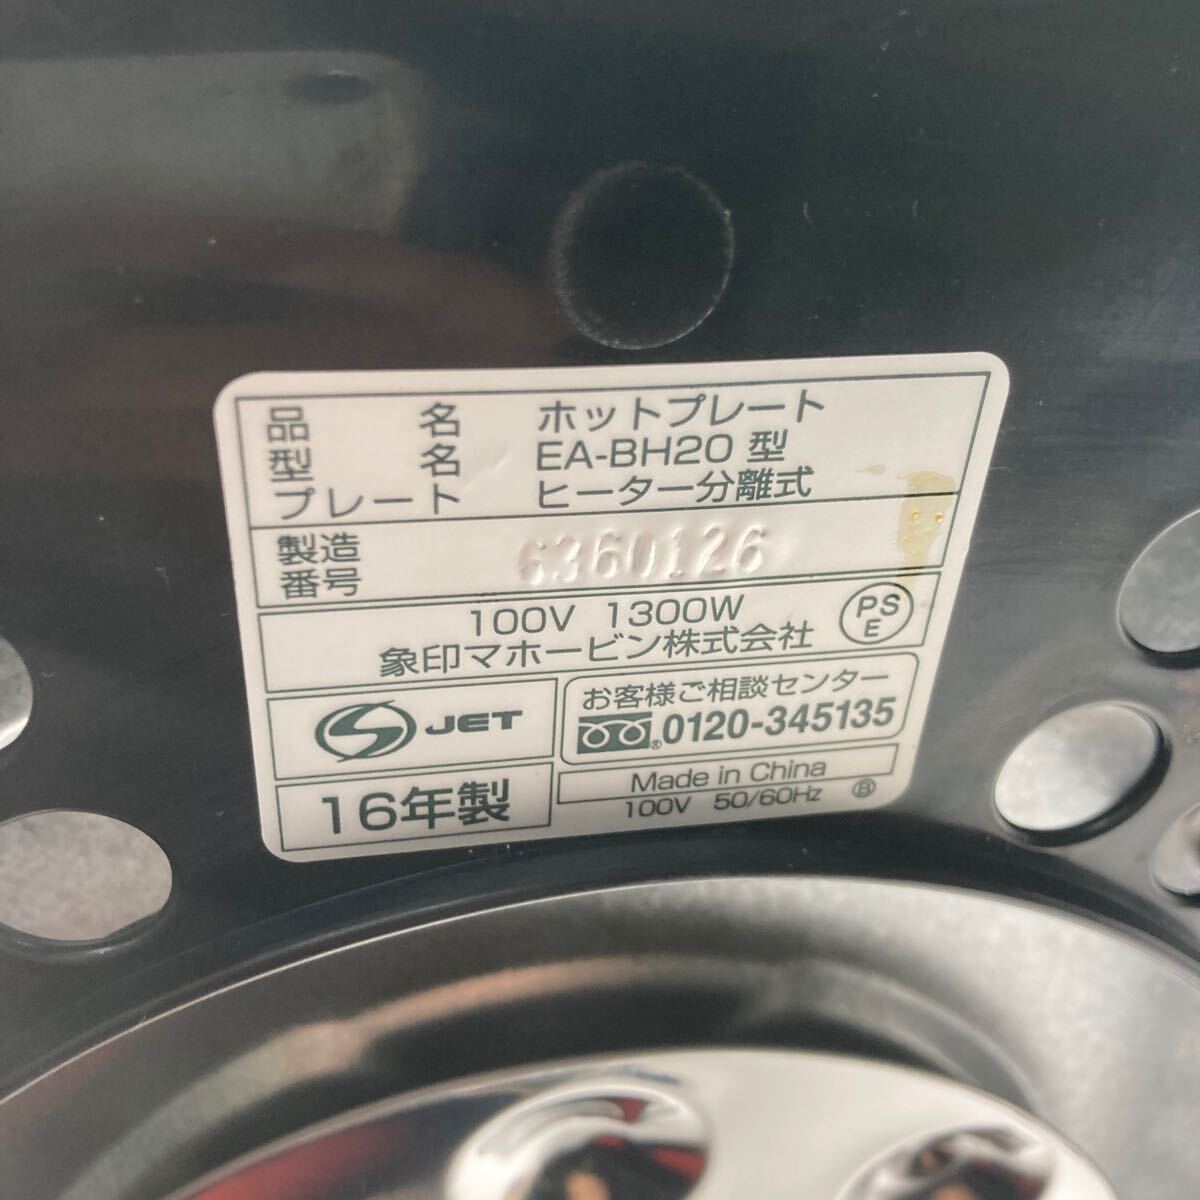 品名 ホットプレート
型名 EA-BH20 型
プレート ヒーター分離式
製造番号 6360126
100V 1300W
PSE
象印マホービン株式会社
JET
お客様ご相談センター
®0120-345135
16年製
Made in China
100V 50/60Hz Ⓑ